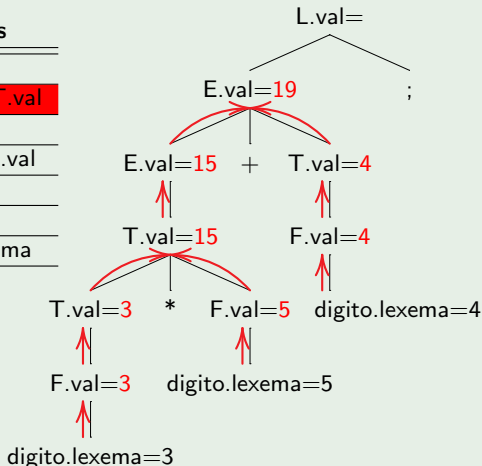 L.val=
s
T.val
E.val=19
;
.val
E.val=15 + T.val=4
T.val=15
F.val=4
ma
T.val=3 * F.val=5 digito.lexema=4
F.val=3 digito.lexema=5
digito.lexema=3